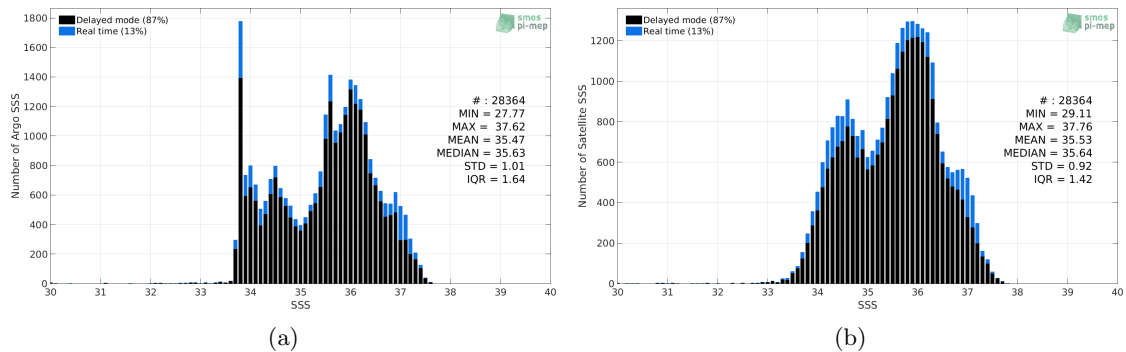 Delayed mode (87%)
Real time (13%)
smos
pi-mep
# : 28364
MIN = 27.77
MAX = 37.62
MEAN = 35.47
MEDIAN = 35.63
STD = 1.01
IQR = 1.64
Number of Argo SSS
1800
1600
1400
1200
1000
800
600
400
200
0
30 31 32 33 34 35 36 37 38 39 40
SSS
(a)
Delayed mode (87%)
Real time (13%)
smos
pi-mep
# : 28364
MIN = 29.11
MAX = 37.76
MEAN = 35.53
MEDIAN = 35.64
STD = 0.92
IQR = 1.42
Number of Satellite SSS
1200
1000
800
600
400
200
0
30 31 32 33 34 35 36 37 38 39 40
SSS
(b)